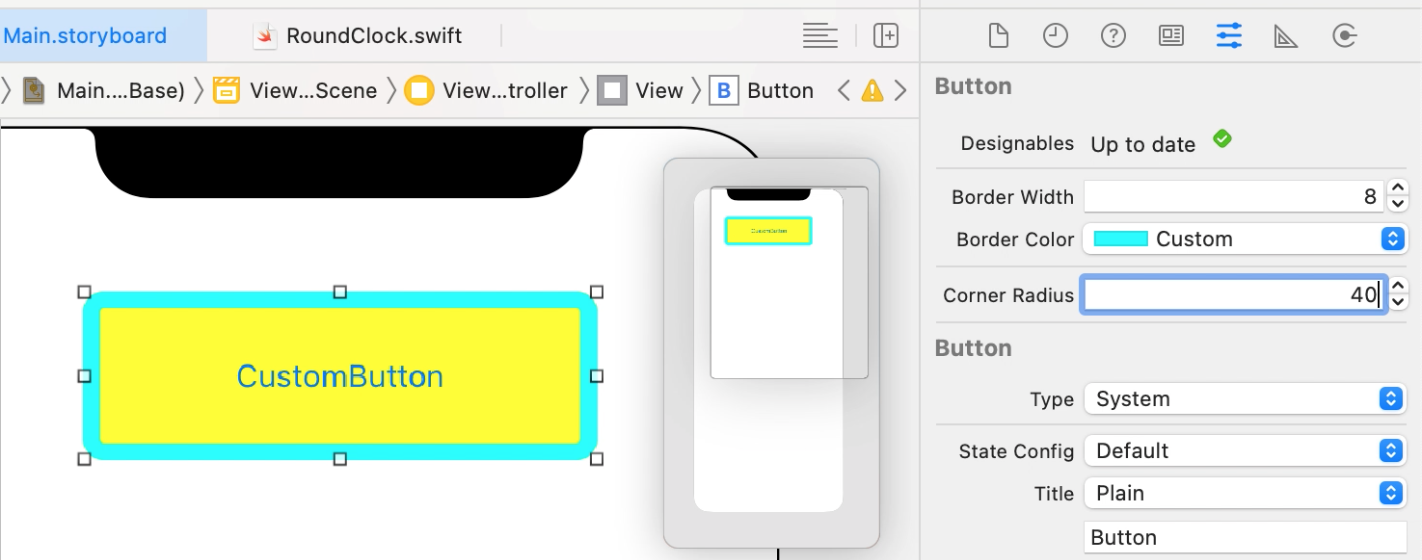 Main.storyboard
RoundClock.swift
Main....Base)
View...Scene
View...troller
View
B
Button
Button
Designables
Up to date
Border Width
8
Border Color
Custom
Corner Radius
40
CustomButton
CustomButton
Button
Type
System
State Config
Default
Title
Plain
Button